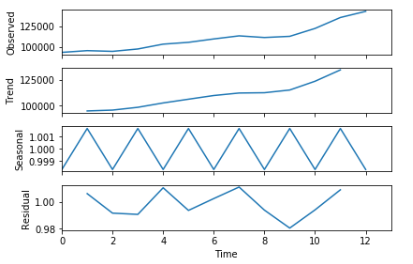 Observed
125000
100000
Trend
125000
100000
Seasonal
1.001
1.000
0.999
Residual
1.00
0.98
0 2 4 6 8 10 12
Time